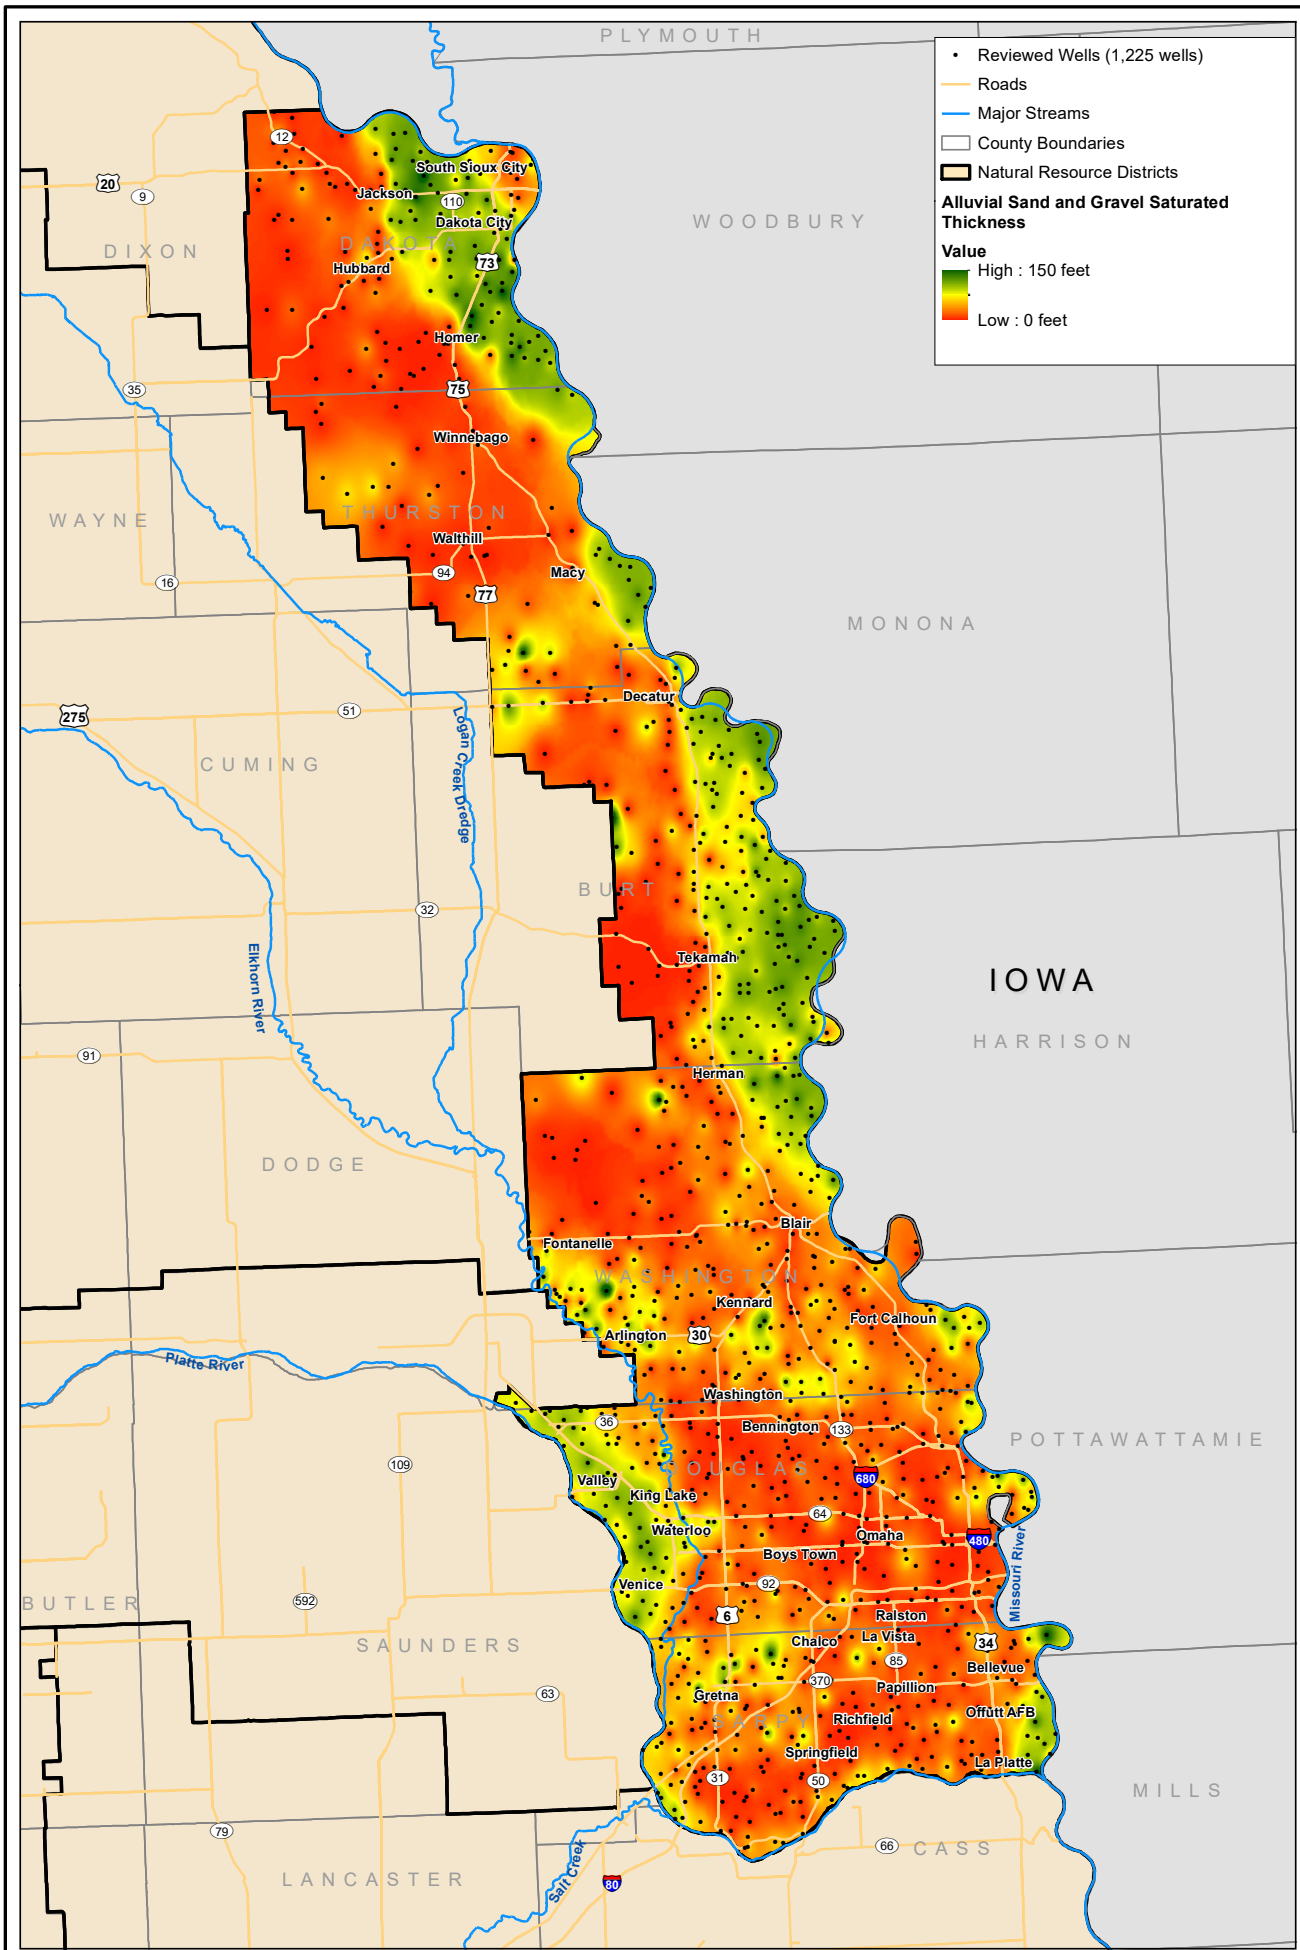 PLYMOUTH
Reviewed Wells (1,225 wells)
Roads
Major Streams
County Boundaries
Natural Resource Districts
Alluvial Sand and Gravel Saturated
Thickness
Value
High : 150 feet
Low : 0 feet
12
South Sioux City
20
9
Jackson
110
WOODBURY
Dakota City
DIXON
DAKOTA
Hubbard
73
Homer
35
75
Winnebago
WAYNE
THURSTON
Walthill
94
Macy
16
77
MONONA
Decatur
275
51
CUMING
Logan Creek Dredge
BURT
32
Tekamah
Elkhorn River
IOWA
HARRISON
91
Herman
DODGE
Blair
Fontanelle
WASHINGTON
Kennard
Fort Calhoun
Arlington
30
Platte River
Washington
36
Bennington
133
POTTAWATTAMIE
109
DOUGLAS
Valley
680
King Lake
64
Waterloo
Omaha
480
Boys Town
Missouri River
Venice
92
BUTLER
592
6
Ralston
SAUNDERS
Chalco
La Vista
34
85
Bellevue
370
Papillion
63
Gretna
Offutt AFB
SARPY
Richfield
Springfield
La Platte
31
50
MILLS
79
66
CASS
LANCASTER
Salt Creek
80